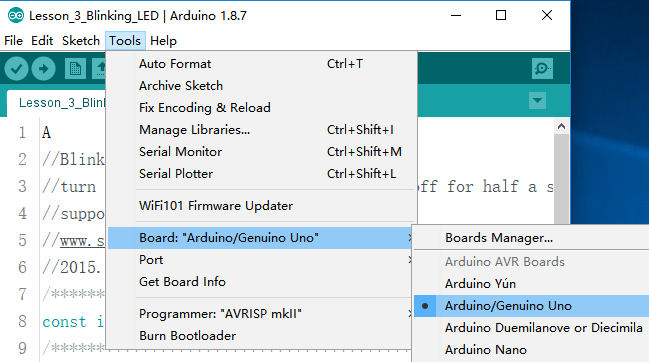 Lesson_3_Blinking_LED | Arduino 1.8.7
File Edit Sketch Tools Help
Lesson_3_Blin
Auto Format Ctrl+T
Archive Sketch
Fix Encoding & Reload
Manage Libraries... Ctrl+Shift+I
Serial Monitor Ctrl+Shift+M
Serial Plotter Ctrl+Shift+L
WiFi101 Firmware Updater
Board: "Arduino/Genuino Uno"
Port
Get Board Info
Programmer: "AVRISP mkII"
Burn Bootloader
Boards Manager...
Arduino AVR Boards
Arduino Yún
Arduino/Genuino Uno
Arduino Duemilanove or Diecimila
Arduino Nano
1 A
2 //Blink
3 //turn off for half a s
4 //suppo
5 //www.s
6 //2015.
7 /*******
8 const i
9 /*******